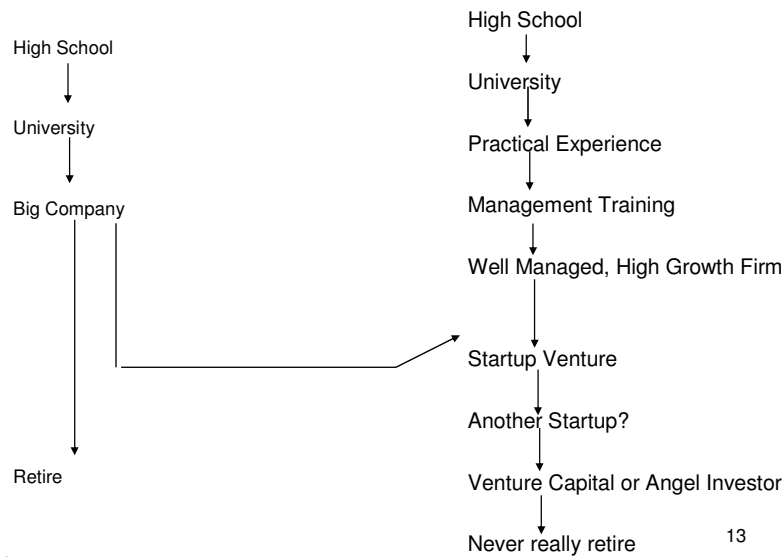 High School
University
Big Company
Retire
High School
University
Practical Experience
Management Training
Well Managed, High Growth Firm
Startup Venture
Another Startup?
Venture Capital or Angel Investor
Never really retire
13